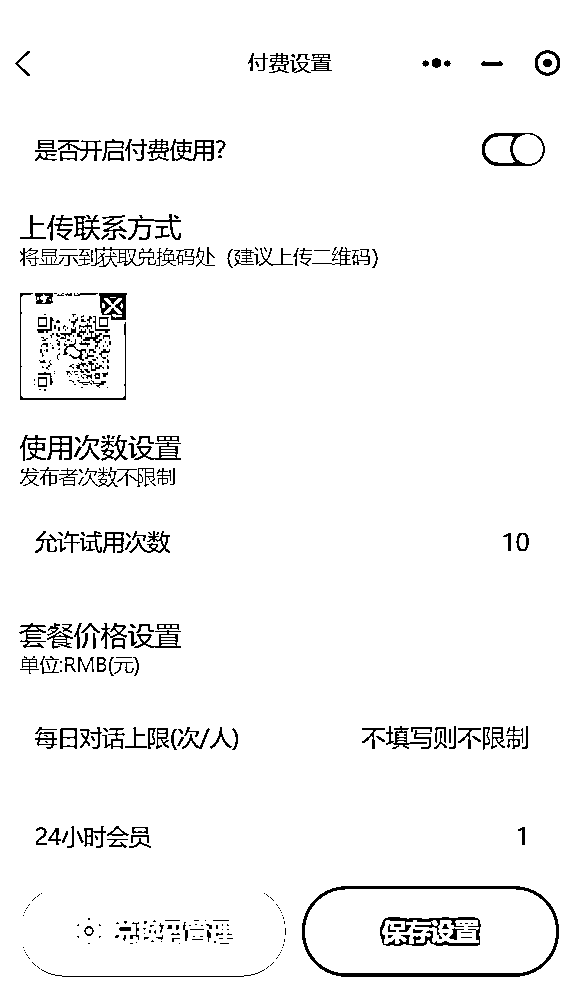 付费设置
是否开启付费使用?
上传联系方式
将显示到获取兑换码处（建议上传二维码）
使用次数设置
发布者次数不限制
允许试用次数 10
套餐价格设置
单位:RMB(元)
每日对话上限(次/人) 不填写则不限制
24小时会员 1
兑换码管理 保存设置